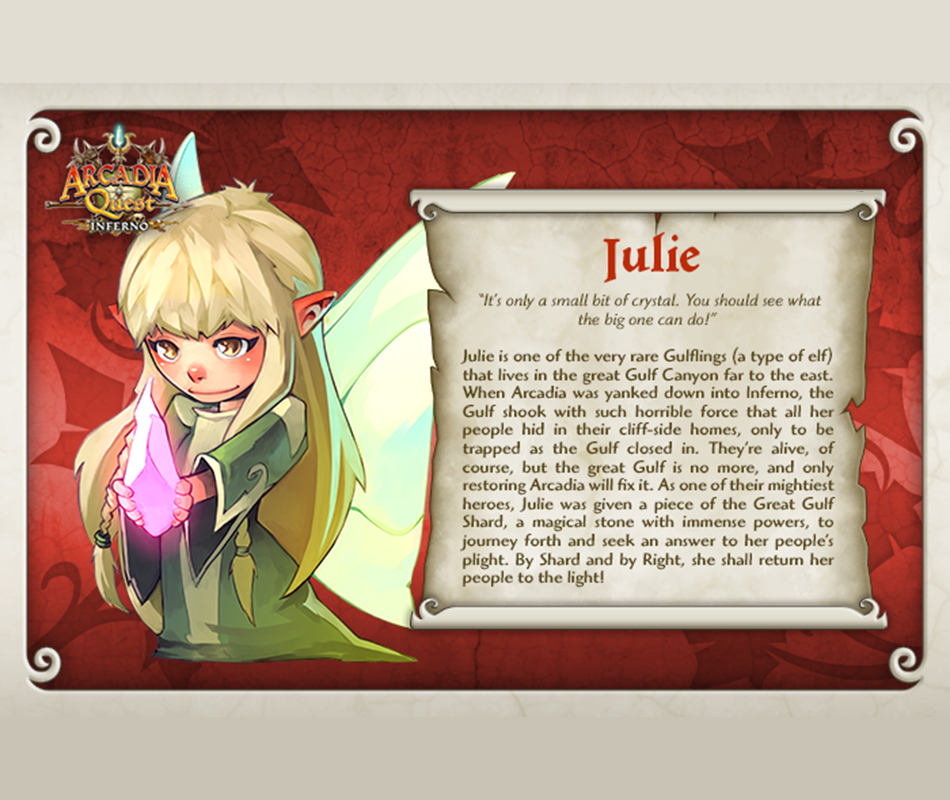 ARCADIA
Quest
INFERNO
Julie
"It's only a small bit of crystal. You should see what
the big one can do!"
Julie is one of the very rare Gulflings (a type of elf)
that lives in the great Gulf Canyon far to the east.
When Arcadia was yanked down into Inferno, the
Gulf shook with such horrible force that all her
people hid in their cliff-side homes, only to be
trapped as the Gulf closed in. They're alive, of
course, but the great Gulf is no more, and only
restoring Arcadia will fix it. As one of their mightiest
heroes, Julie was given a piece of the Great Gulf
Shard, a magical stone with immense powers, to
journey forth and seek an answer to her people's
plight. By Shard and by Right, she shall return her
people to the light!